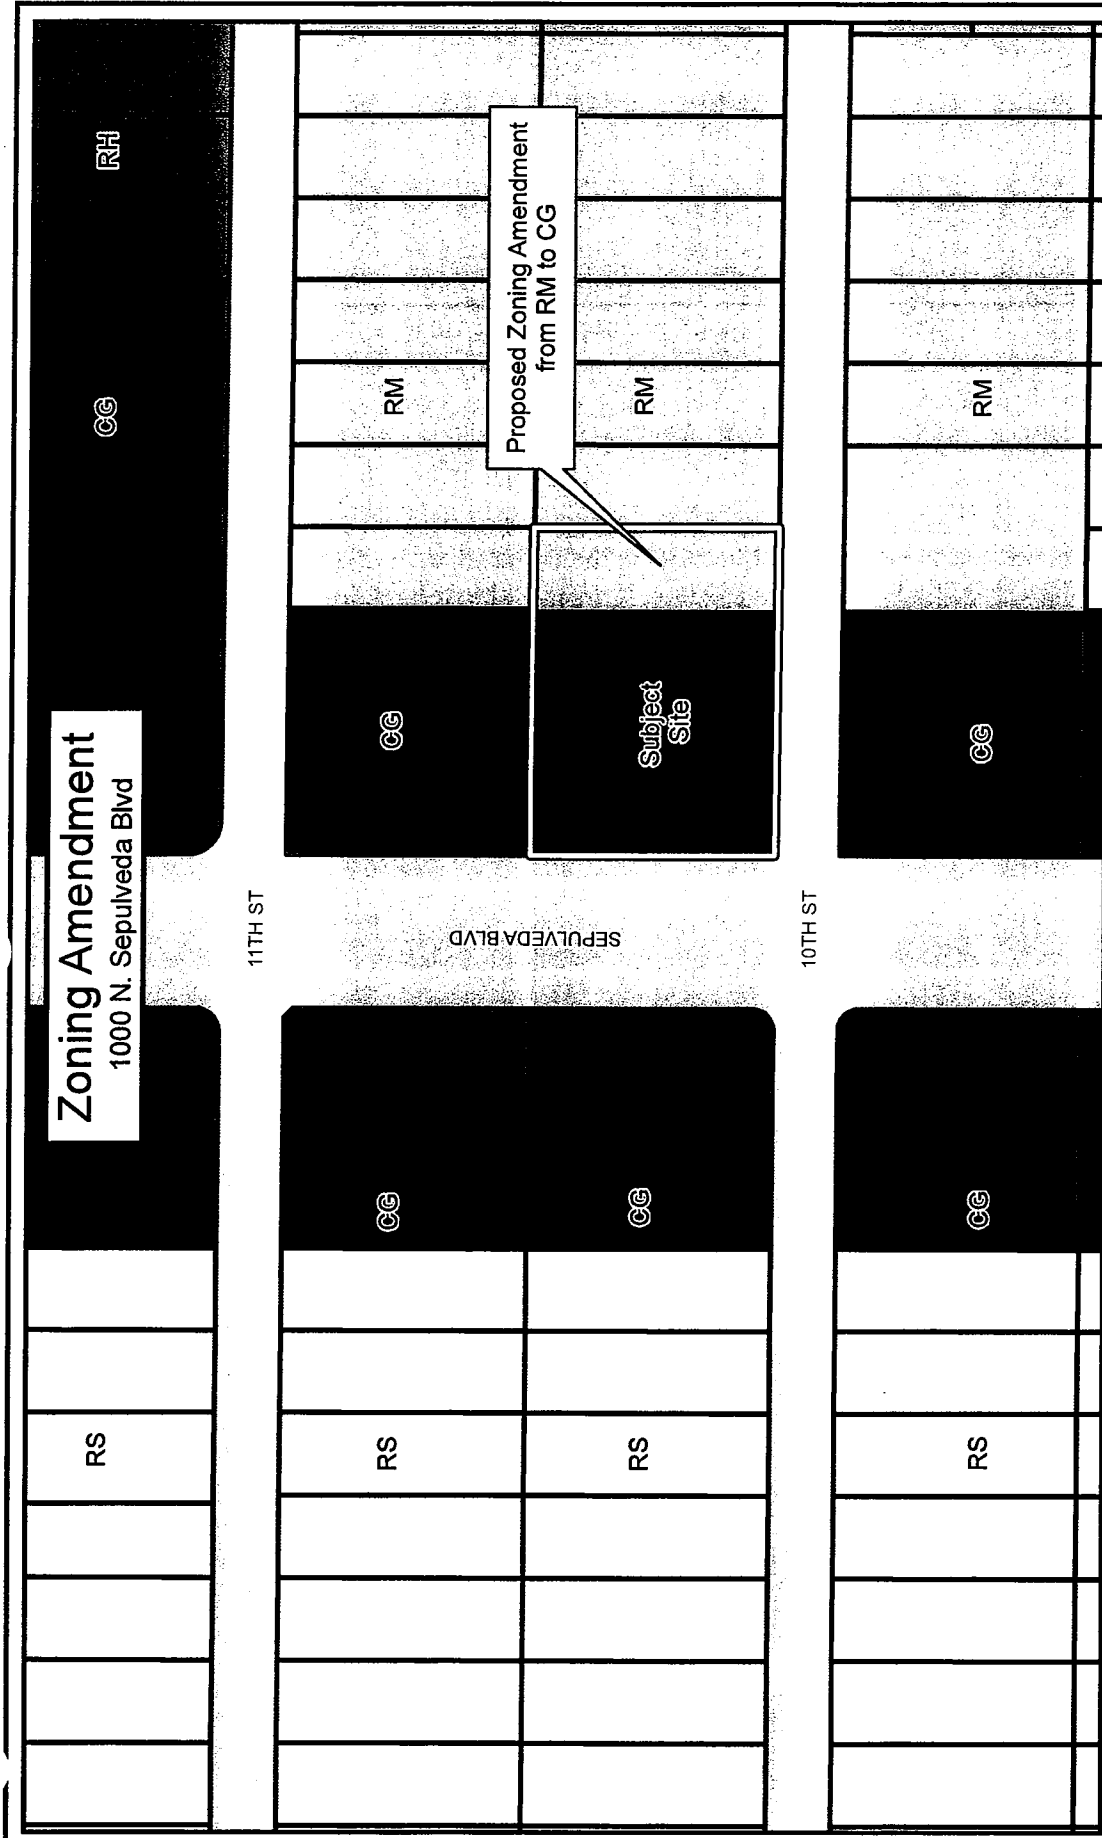 Zoning Amendment
1000 N. Sepulveda Blvd
RS
CG
RH
11TH ST
RS
CG
CG
RM
SEPULVEDA BLVD
Proposed Zoning Amendment
from RM to CG
RS
CG
Subject
Site
RM
10TH ST
RS
CG
CG
RM